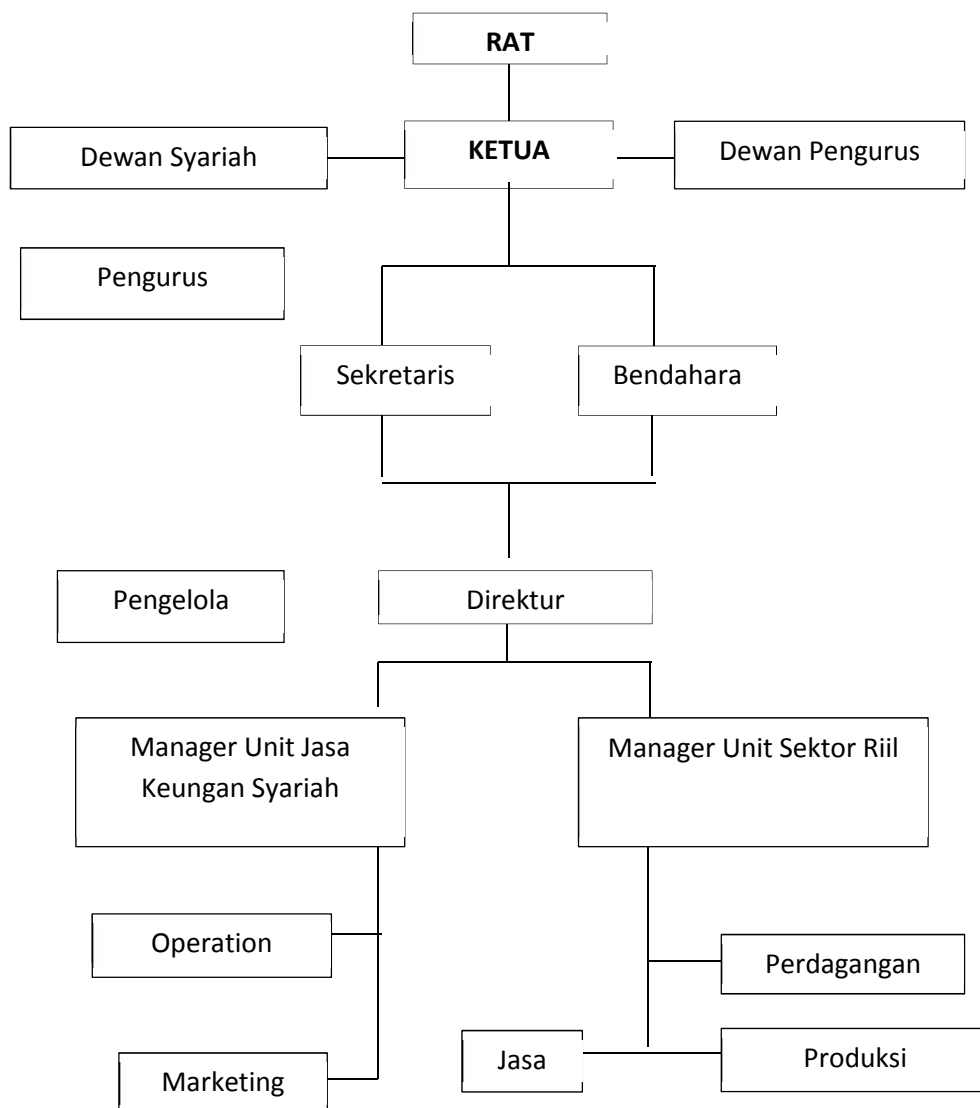 RAT
Dewan Syariah
KETUA
Dewan Pengurus
Pengurus
Sekretaris
Bendahara
Pengelola
Direktur
Manager Unit Jasa
Keungan Syariah
Manager Unit Sektor Riil
Operation
Perdagangan
Marketing
Jasa
Produksi